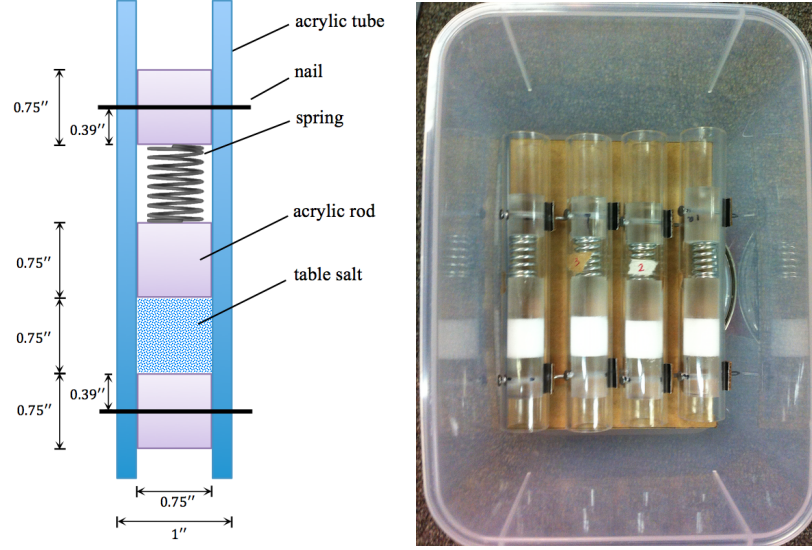 acrylic tube
nail
0.75″
0.39″
spring
acrylic rod
0.75″
table salt
0.75″
0.39″
0.75″
0.75″
1″
3
2